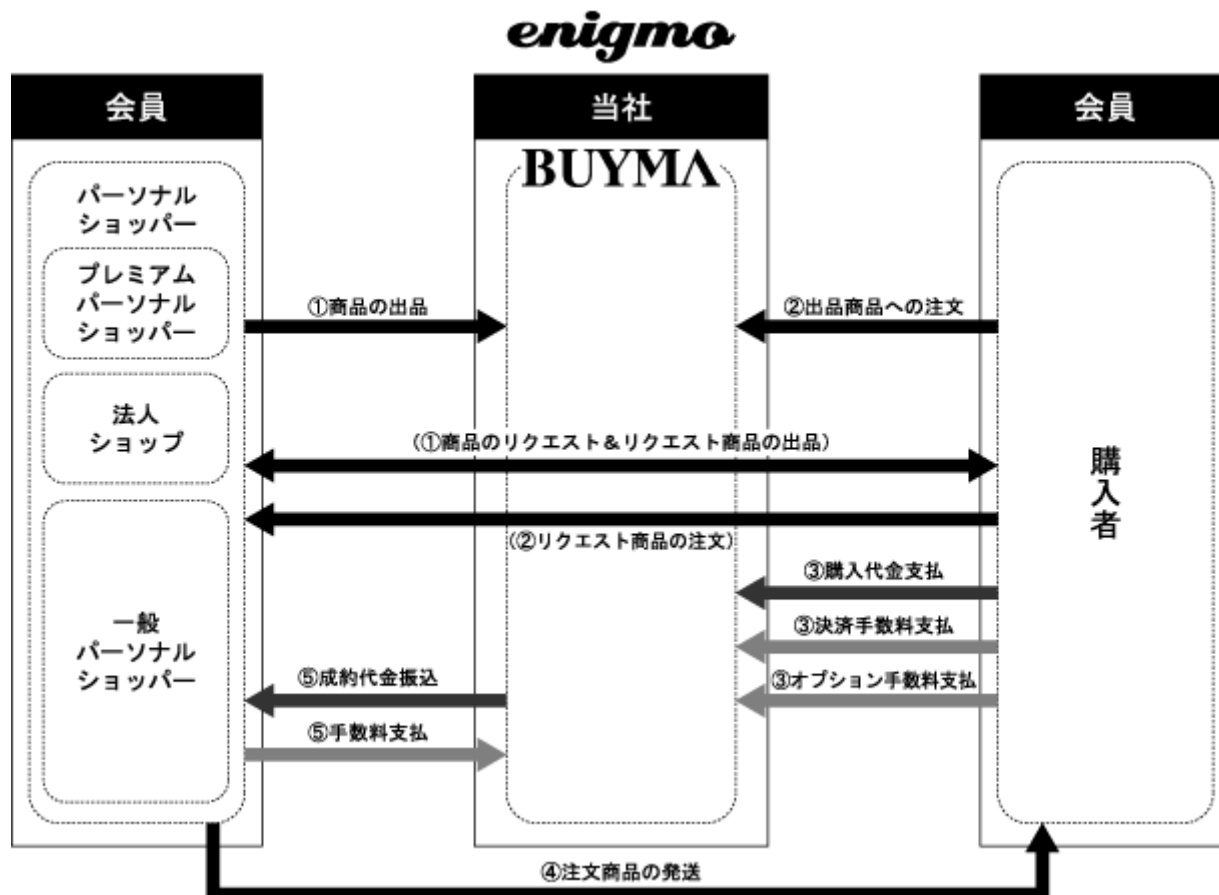 enigmo
会員
当社
会員
BUYMA
パーソナル
ショッパー
プレミアム
パーソナル
ショッパー
①商品の出品
②出品商品への注文
法人
ショップ
(①商品のリクエスト＆リクエスト商品の出品)
購入者
(②リクエスト商品の注文)
③購入代金支払
一般
パーソナル
ショッパー
③決済手数料支払
⑤成約代金振込
③オプション手数料支払
⑤手数料支払
④注文商品の発送